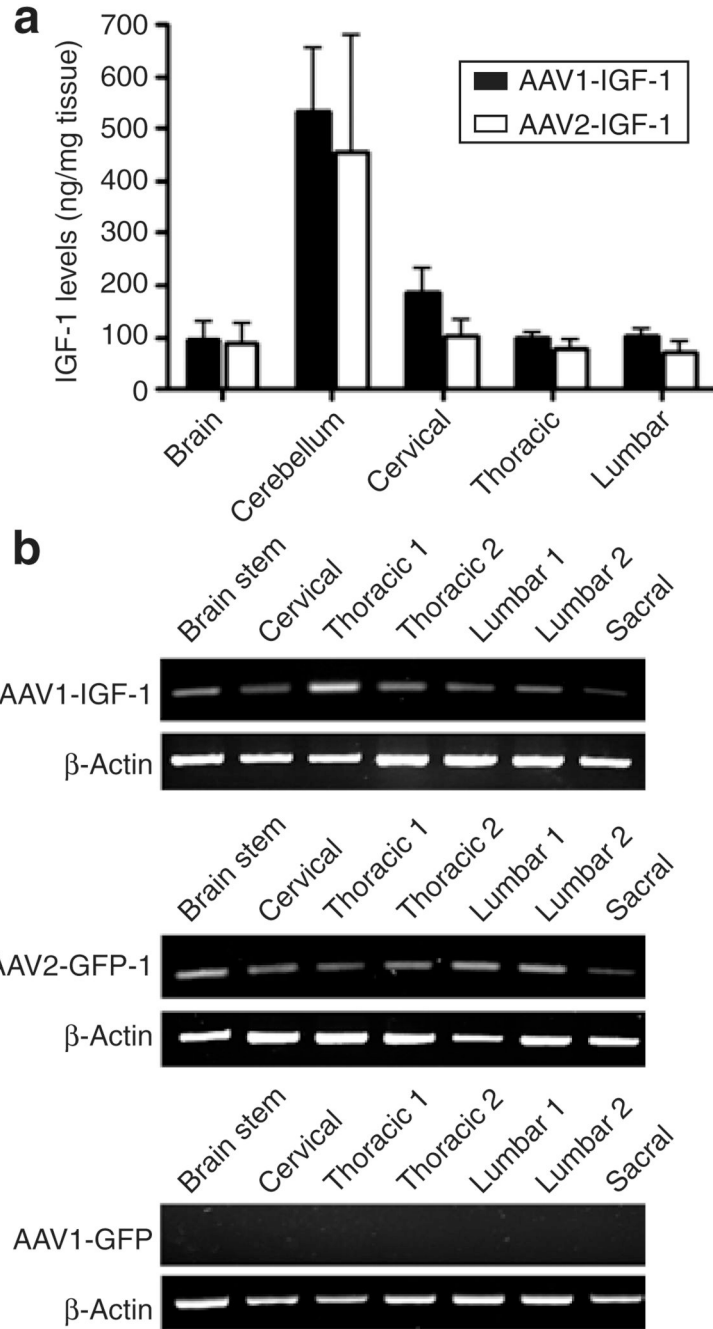 a
700
600
500
400
300
200
100
0
IGF-1 levels (ng/mg tissue)
AAV1-IGF-1
AAV2-IGF-1
Brain
Cerebellum
Cervical
Thoracic
Lumbar
b
Brain stem
Cervical
Thoracic 1
Thoracic 2
Lumbar 1
Lumbar 2
Sacral
AAV1-IGF-1
β-Actin
Brain stem
Cervical
Thoracic 1
Thoracic 2
Lumbar 1
Lumbar 2
Sacral
AAV2-GFP-1
β-Actin
Brain stem
Cervical
Thoracic 1
Thoracic 2
Lumbar 1
Lumbar 2
Sacral
AAV1-GFP
β-Actin